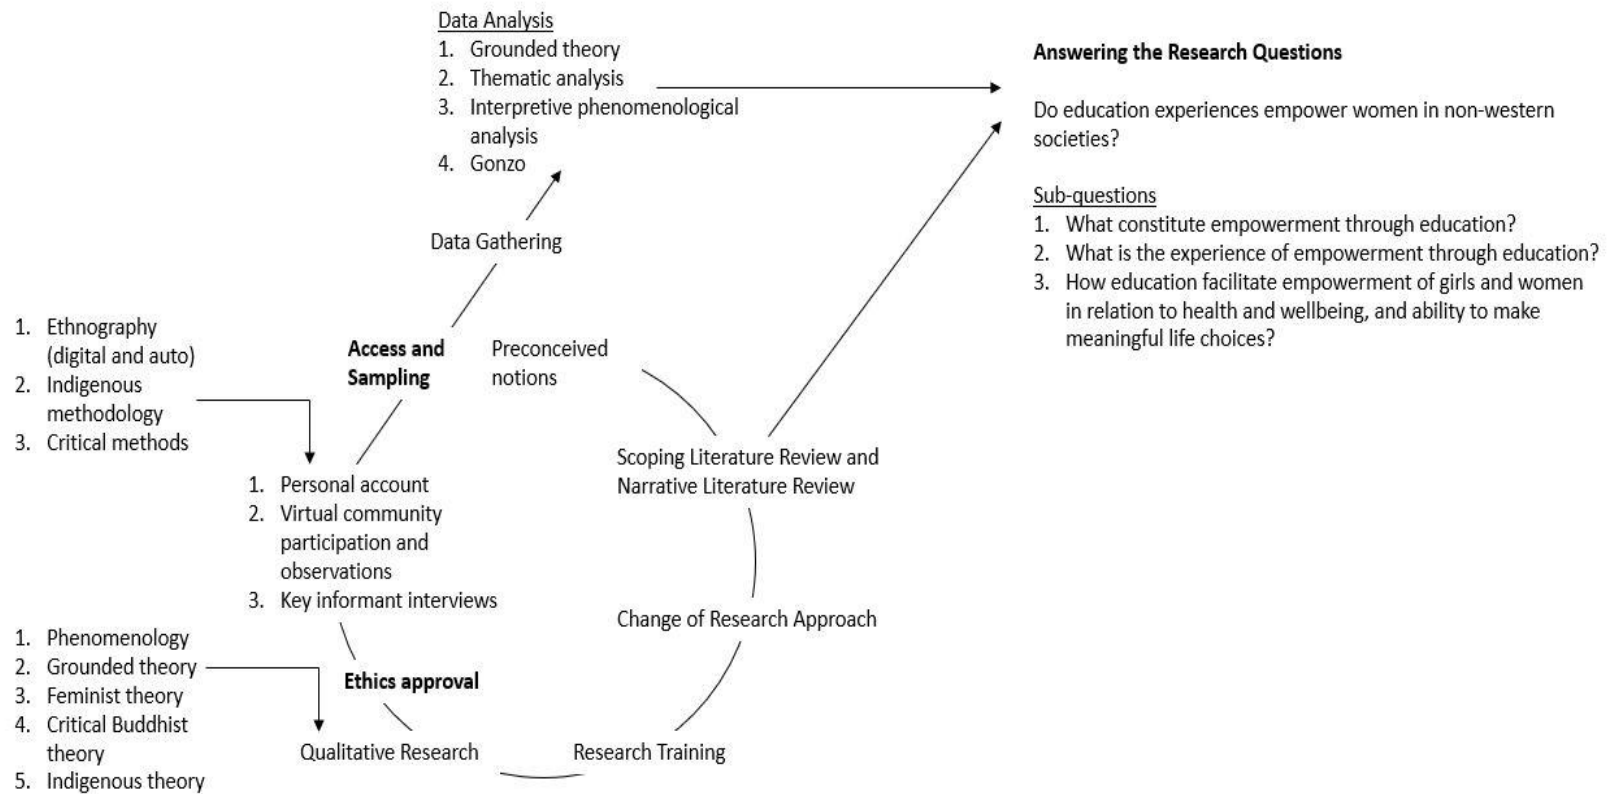 Data Analysis
1. Grounded theory
2. Thematic analysis
3. Interpretive phenomenological
analysis
4. Gonzo
Answering the Research Questions
Do education experiences empower women in non-western
societies?
Sub-questions
1. What constitute empowerment through education?
2. What is the experience of empowerment through education?
3. How education facilitate empowerment of girls and women
in relation to health and wellbeing, and ability to make
meaningful life choices?
Data Gathering
1. Ethnography
(digital and auto)
2. Indigenous
methodology
3. Critical methods
Access and
Sampling
Preconceived
notions
Scoping Literature Review and
Narrative Literature Review
1. Personal account
2. Virtual community
participation and
observations
3. Key informant interviews
Change of Research Approach
1. Phenomenology
2. Grounded theory
3. Feminist theory
4. Critical Buddhist
theory
5. Indigenous theory
Ethics approval
Qualitative Research
Research Training